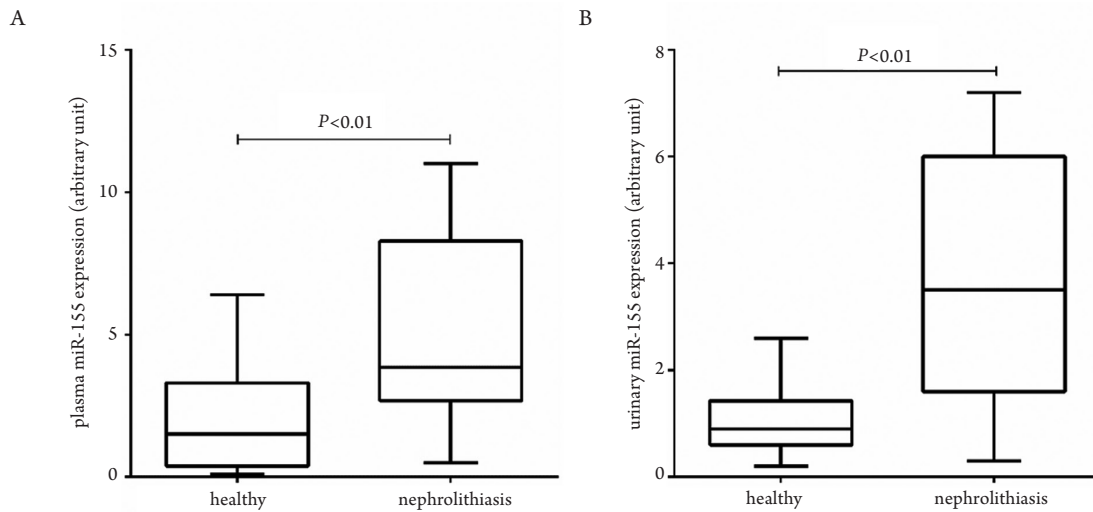 A
plasma miR-155 expression (arbitrary unit)
15
10
5
0
P<0.01
healthy
nephrolithiasis
B
urinary miR-155 expression (arbitrary unit)
8
6
4
2
0
P<0.01
healthy
nephrolithiasis